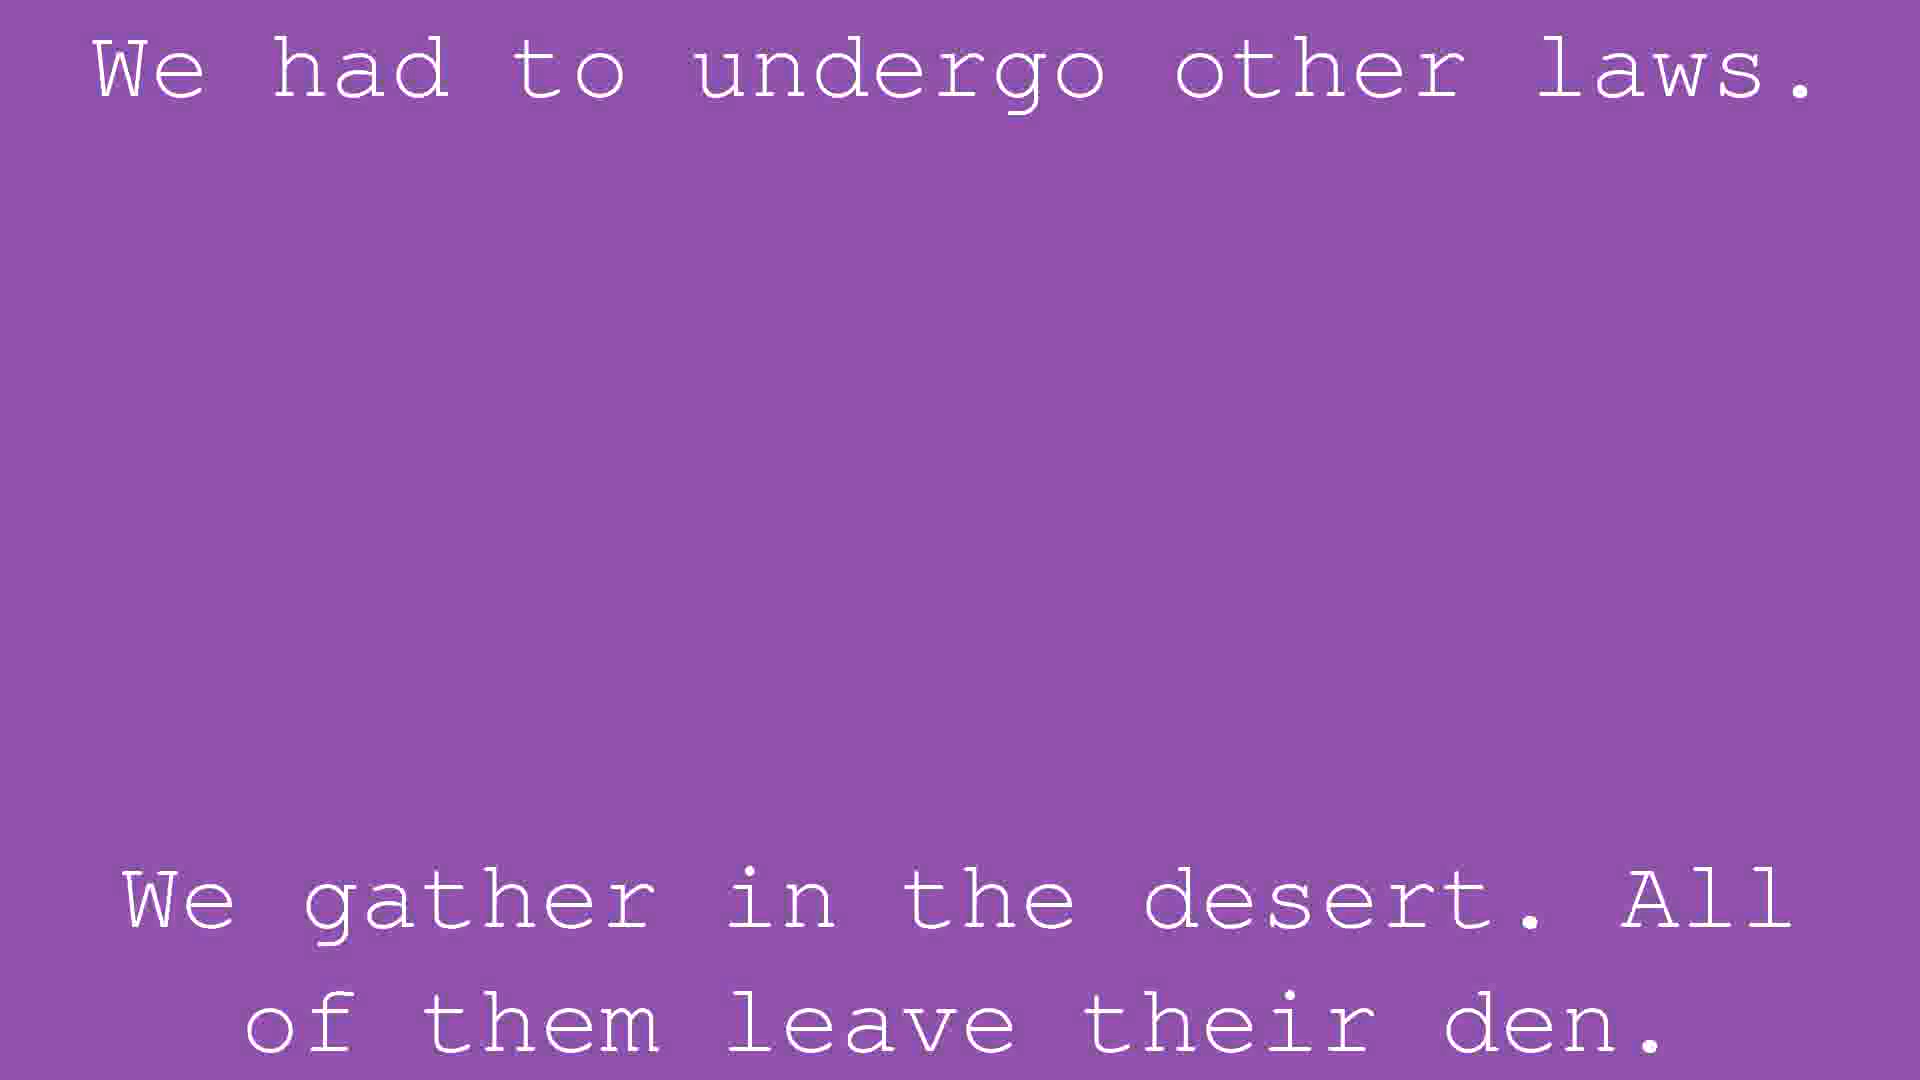 We had to undergo other laws.
We gather in the desert. All
of them leave their den.